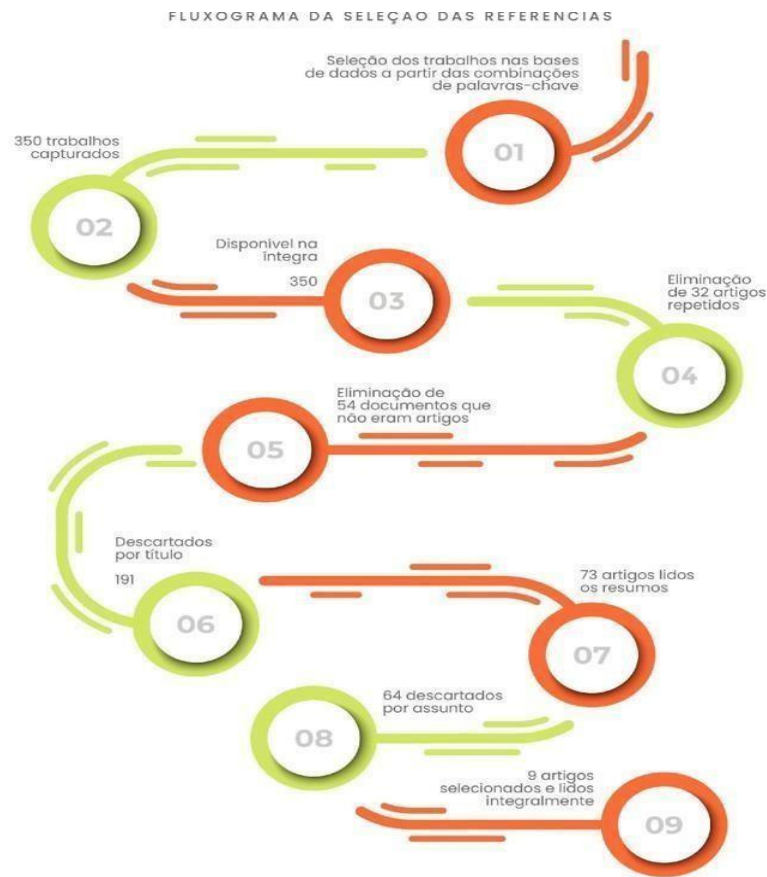 FLUXOGRAMA DA SELEÇAO DAS REFERENCIAS
Seleção dos trabalhos nas bases
de dados a partir das combinações
de palavras-chave
01
350 trabalhos
capturados
02
Disponivel na
íntegra
350
03
Eliminação
de 32 artigos
repetidos
04
Eliminação de
54 documentos que
não eram artigos
05
Descartados
por título
191
06
73 artigos lidos
os resumos
07
64 descartados
por assunto
08
9 artigos
selecionados e lidos
integralmente
09